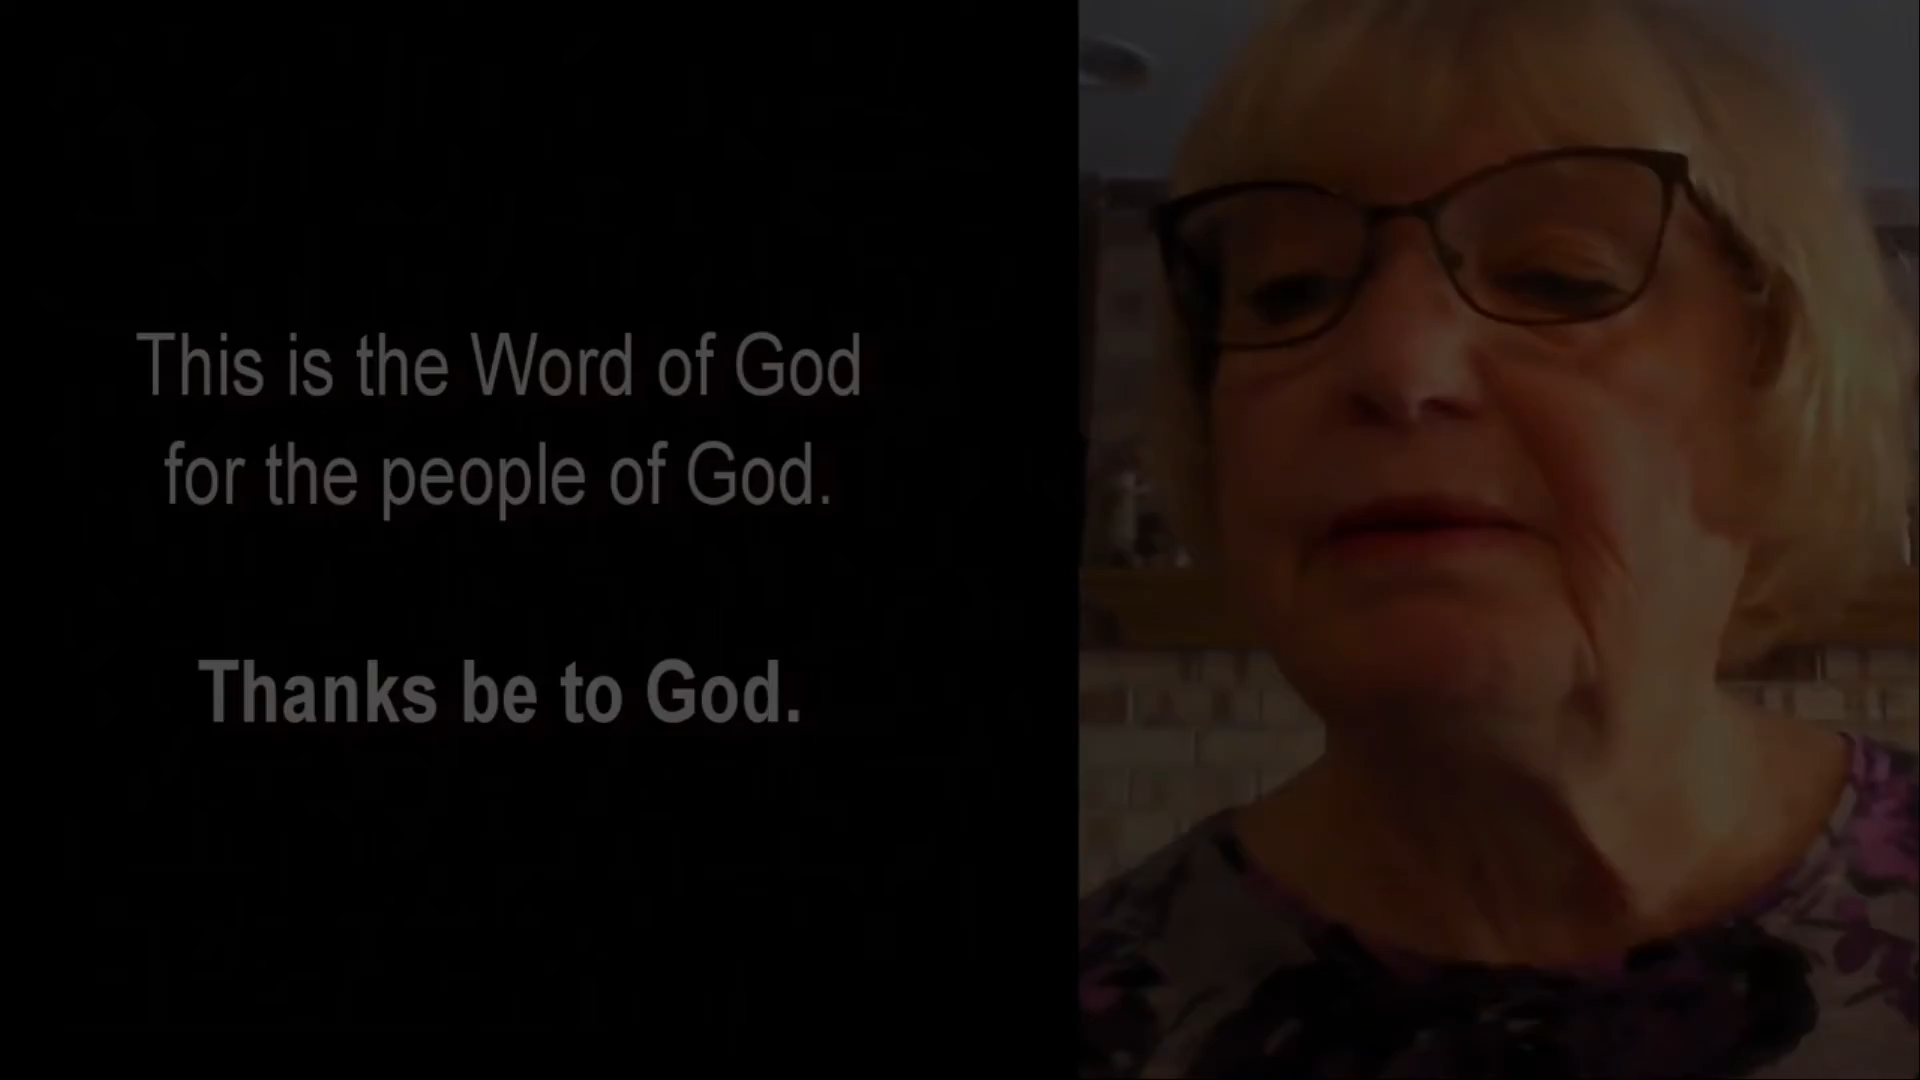 This is the Word of God
for the people of God.
Thanks be to God.